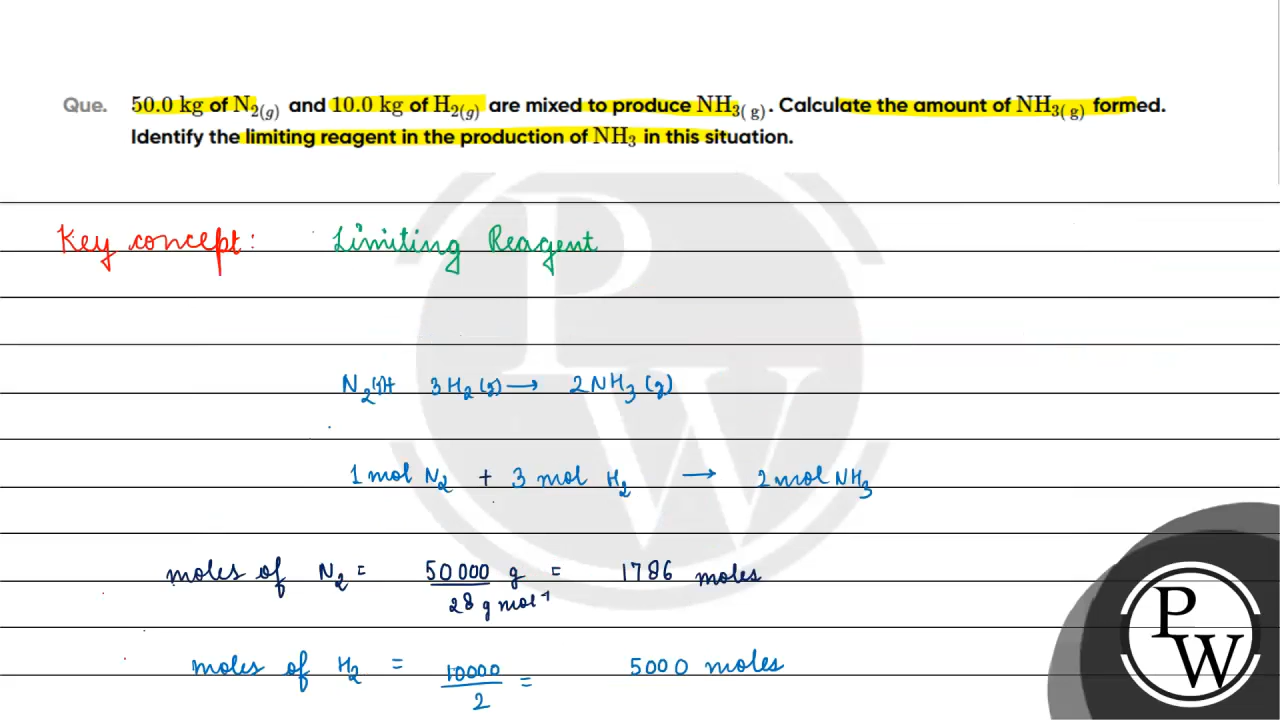 Que. 50.0 kg of N₂(g) and 10.0 kg of H₂(g) are mixed to produce NH₃( g). Calculate the amount of NH₃( g) formed.
Identify the limiting reagent in the production of NH₃ in this situation.
Key concept: Limiting Reagent
N₂(g)+ 3H₂(g) → 2NH₃(g)
1 mol N₂ + 3 mol H₂ → 2 mol NH₃
moles of N₂ = 50000 g / 28 g mol⁻¹ = 1786 moles
moles of H₂ = 10000 / 2 = 5000 moles
P
W
P
W